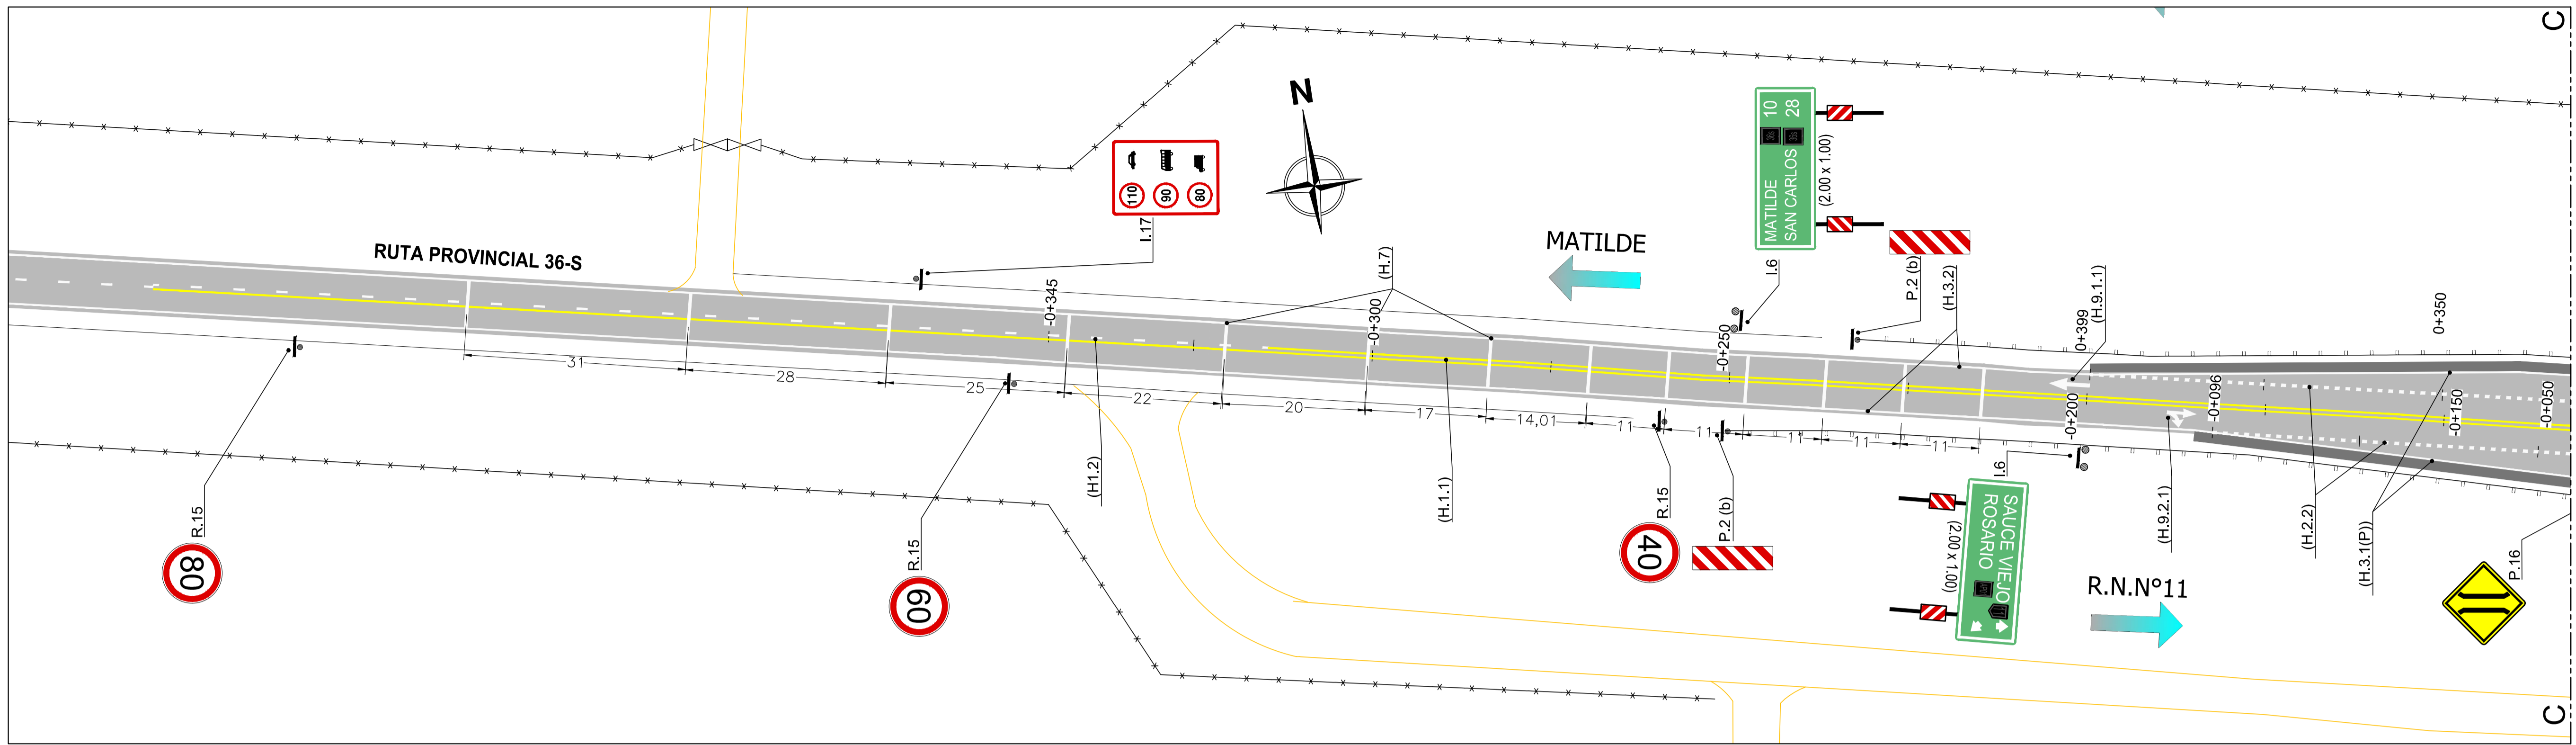 C
RUTA PROVINCIAL 36-S
N
110
90
80
I.17
MATILDE
MATILDE 10
SAN CARLOS 28
(2.00 x 1.00)
I.6
P.2 (b)
(H.3.2)
(H.7)
(H.9.1.1)
-0+345
-0+300
-0+250
0+399
-0+200
-0+096
0+350
-0+150
-0+050
31
28
25
22
20
17
14,01
11
11
11
11
11
R.15
80
R.15
60
(H1.2)
(H.1.1)
R.15
40
P.2 (b)
I.6
SAUCE VIEJO
ROSARIO
(2.00 x 1.00)
(H.9.2.1)
R.N.N°11
(H.2.2)
(H.3.1(P))
P.16
C